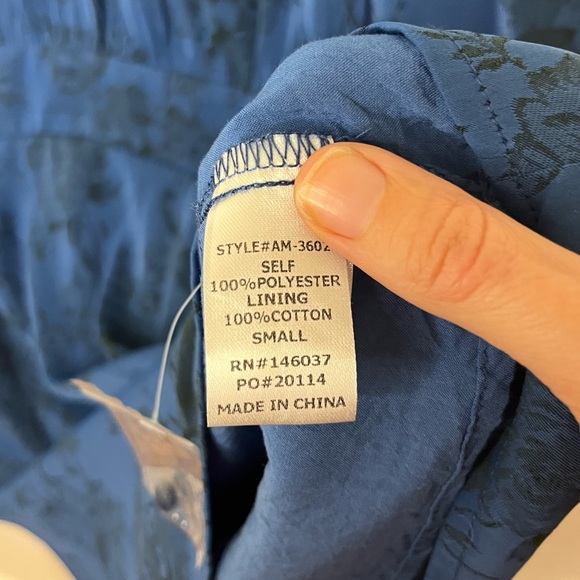 STYLE#AM-3602
SELF
100%POLYESTER
LINING
100%COTTON
SMALL
RN#146037
PO#20114
MADE IN CHINA